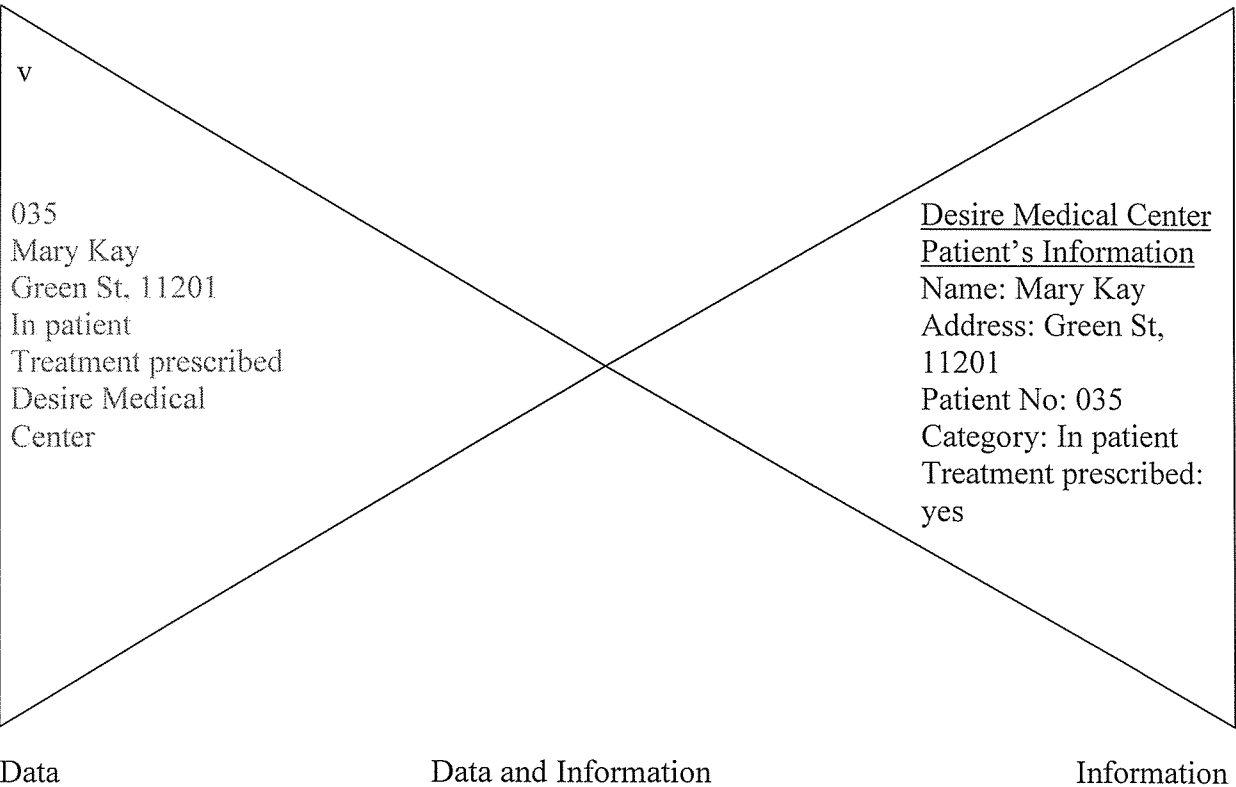 v
035
Mary Kay
Green St, 11201
In patient
Treatment prescribed
Desire Medical
Center
Desire Medical Center
Patient's Information
Name: Mary Kay
Address: Green St,
11201
Patient No: 035
Category: In patient
Treatment prescribed:
yes
Data
Data and Information
Information